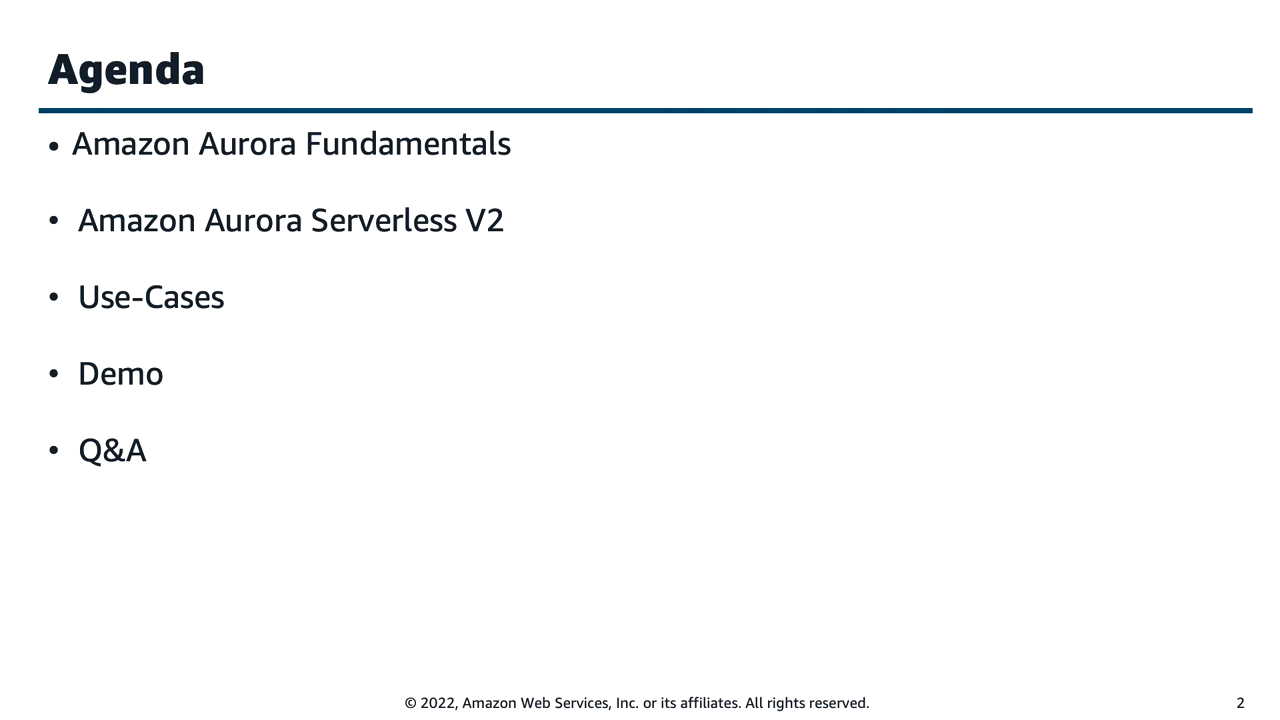 Agenda
• Amazon Aurora Fundamentals
• Amazon Aurora Serverless V2
• Use-Cases
• Demo
• Q&A
© 2022, Amazon Web Services, Inc. or its affiliates. All rights reserved.
2